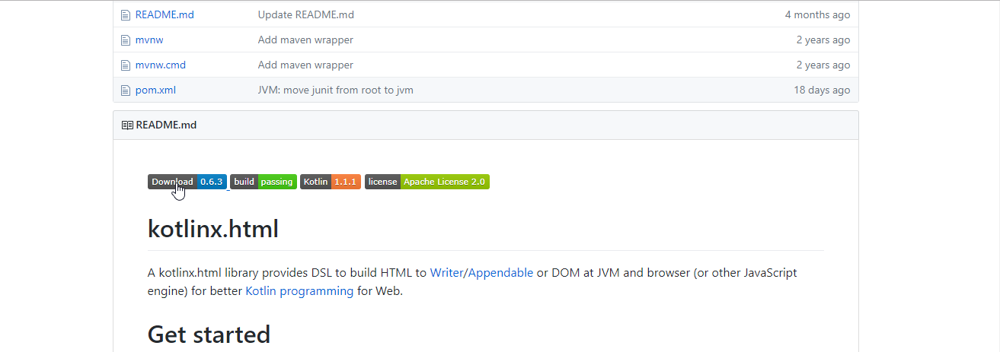 README.md Update README.md 4 months ago
mvnw Add maven wrapper 2 years ago
mvnw.cmd Add maven wrapper 2 years ago
pom.xml JVM: move junit from root to jvm 18 days ago
README.md
Download 0.6.3 build passing Kotlin 1.1.1 license Apache License 2.0
kotlinx.html
A kotlinx.html library provides DSL to build HTML to Writer/Appendable or DOM at JVM and browser (or other JavaScript
engine) for better Kotlin programming for Web.
Get started